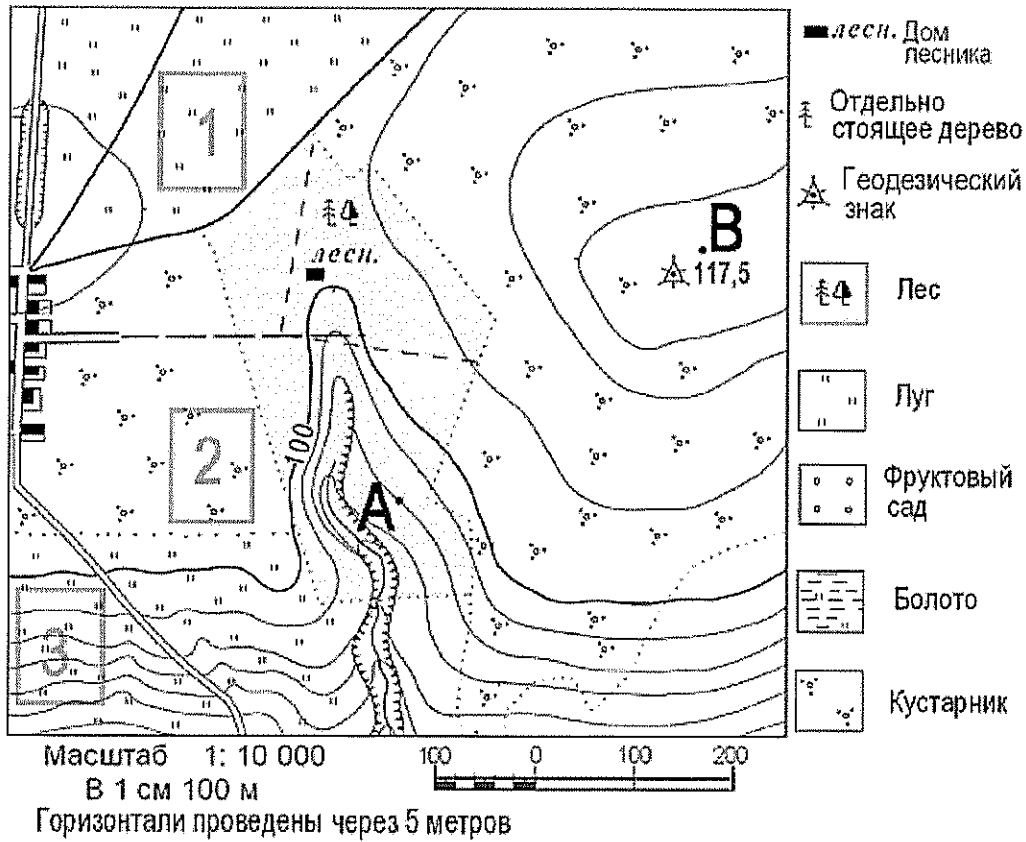 1
лесн.
.В
117,5
100
2
А
3
лесн. Дом
лесника
Отдельно
стоящее дерево
Геодезический
знак
Лес
Луг
Фруктовый
сад
Болото
Кустарник
Масштаб 1: 10 000
В 1 см 100 м
Горизонтали проведены через 5 метров
100 0 100 200